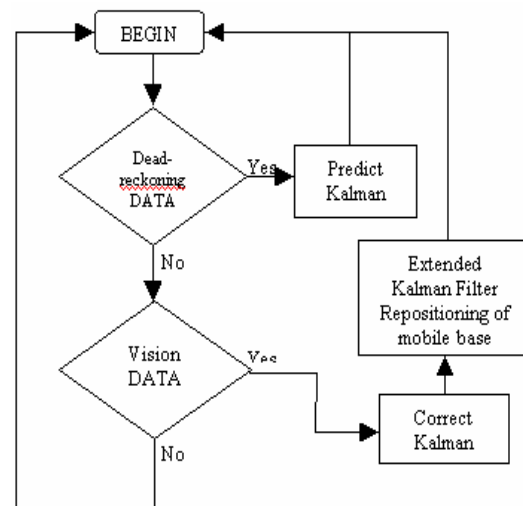 BEGIN
Dead-
reckoning
DATA
Yes
Predict
Kalman
No
Extended
Kalman Filter
Repositioning of
mobile base
Vision
DATA
Yes
Correct
Kalman
No